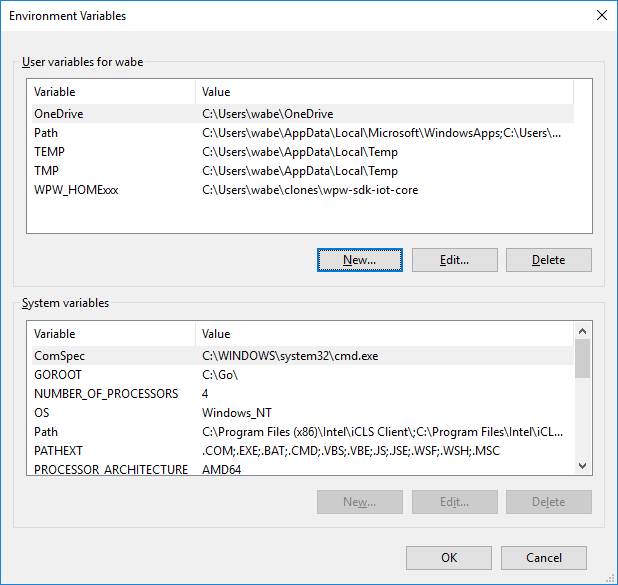 Environment Variables
User variables for wabe
Variable Value
OneDrive C:\Users\wabe\OneDrive
Path C:\Users\wabe\AppData\Local\Microsoft\WindowsApps;C:\Users\...
TEMP C:\Users\wabe\AppData\Local\Temp
TMP C:\Users\wabe\AppData\Local\Temp
WPW_HOMExxx C:\Users\wabe\clones\wpw-sdk-iot-core
New... Edit... Delete
System variables
Variable Value
ComSpec C:\WINDOWS\system32\cmd.exe
GOROOT C:\Go\
NUMBER_OF_PROCESSORS 4
OS Windows_NT
Path C:\Program Files (x86)\Intel\iCLS Client\;C:\Program Files\Intel\iCL...
PATHEXT .COM;.EXE;.BAT;.CMD;.VBS;.VBE;.JS;.JSE;.WSF;.WSH;.MSC
PROCESSOR_ARCHITECTURE AMD64
New... Edit... Delete
OK Cancel